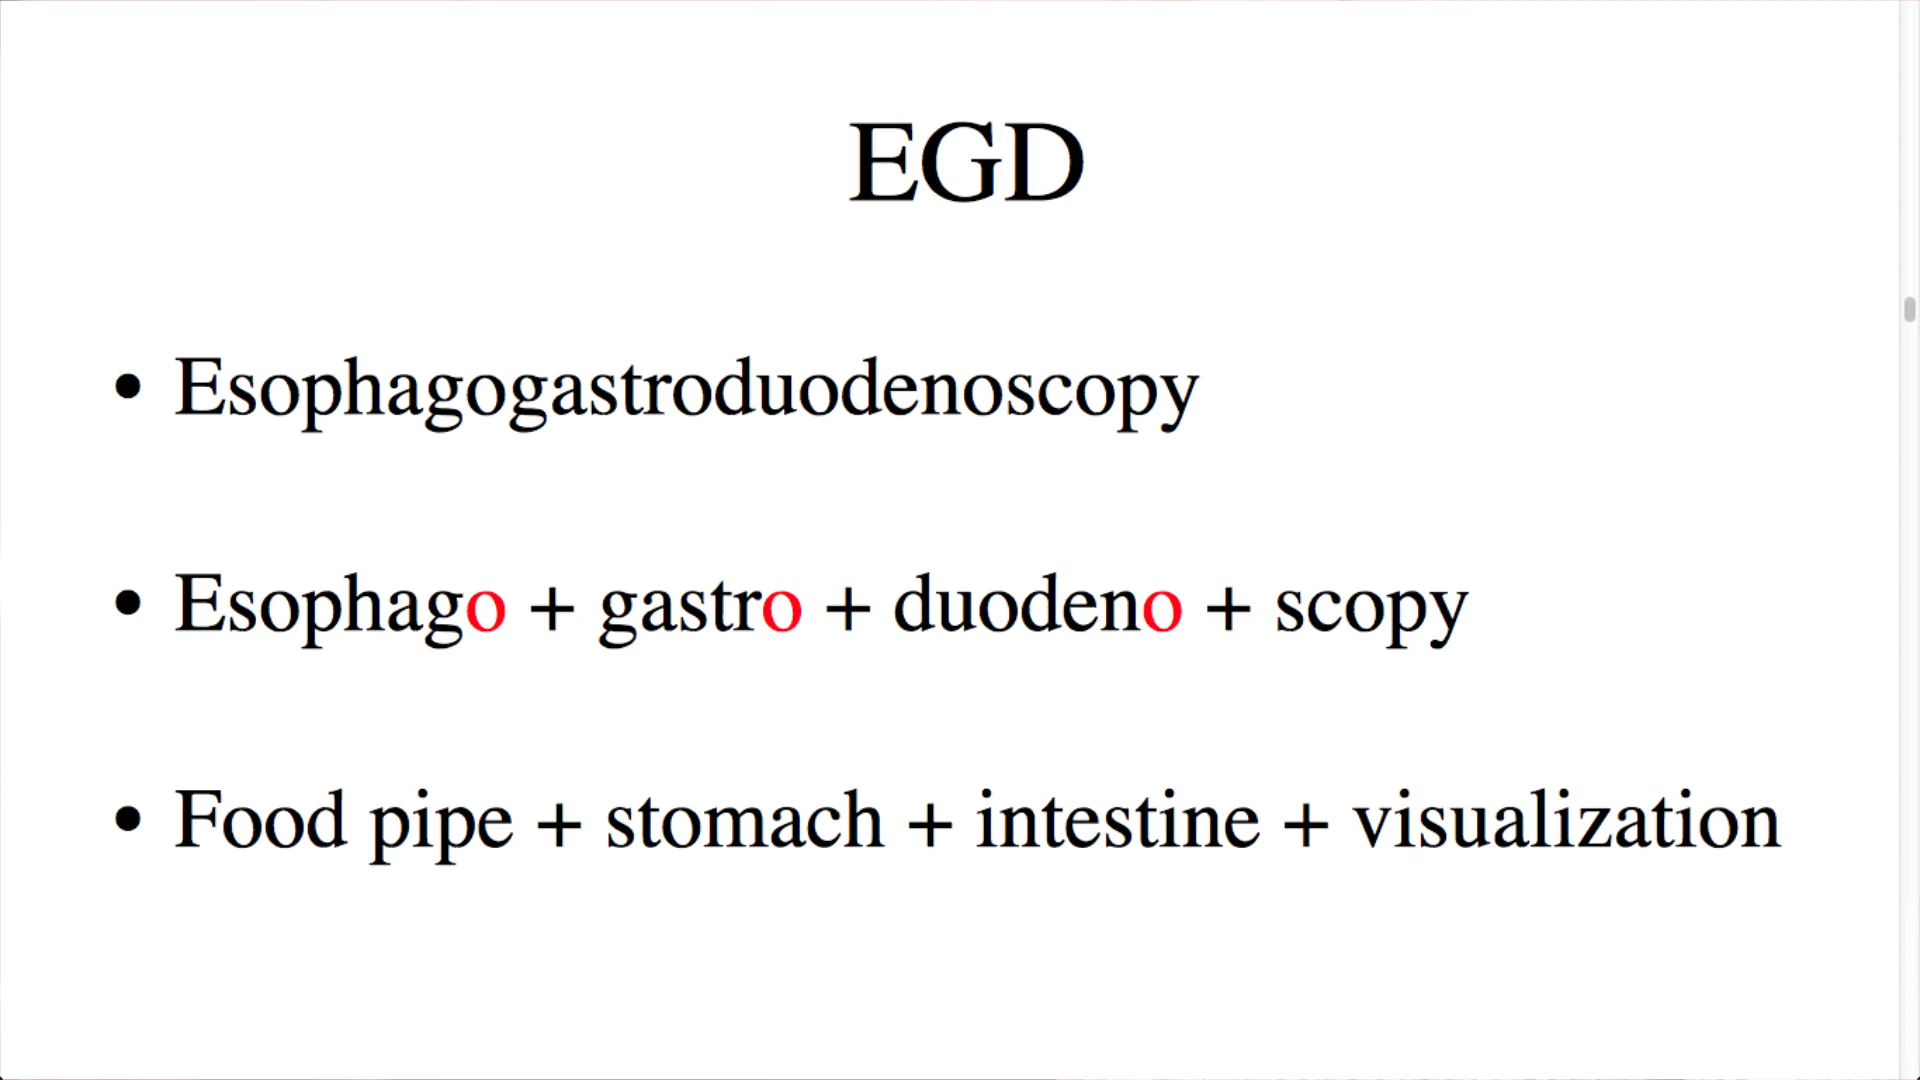 EGD
• Esophagogastroduodenoscopy
• Esophago + gastro + duodeno + scopy
• Food pipe + stomach + intestine + visualization